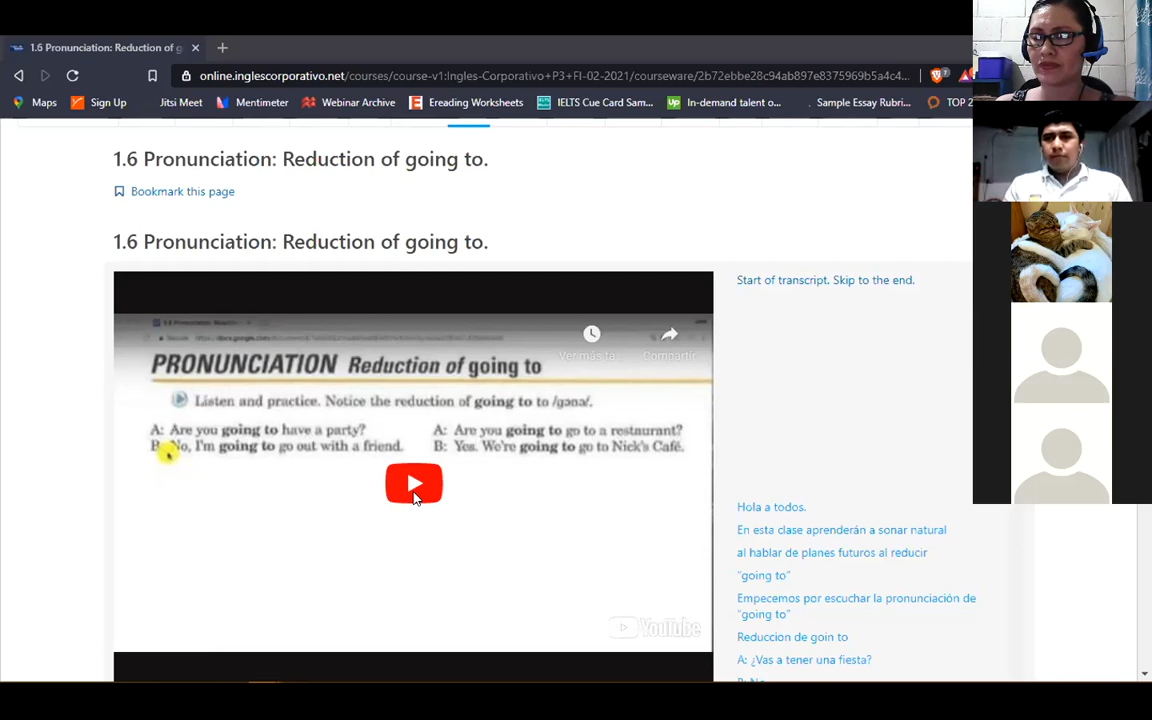 1.6 Pronunciation: Reduction of g
online.inglescorporativo.net/courses/course-v1:Ingles-Corporativo+P3+FI-02-2021/courseware/2b72ebbe28c94ab897e8375969b5a4c4...
Maps Sign Up Jitsi Meet Mentimeter Webinar Archive Ereading Worksheets IELTS Cue Card Sam... In-demand talent o... Sample Essay Rubri... TOP 2
1.6 Pronunciation: Reduction of going to.
Bookmark this page
1.6 Pronunciation: Reduction of going to.
Ver más ta
Compartir
PRONUNCIATION Reduction of going to
Listen and practice. Notice the reduction of going to to /gənə/.
A: Are you going to have a party?
B: No, I'm going to go out with a friend.
A: Are you going to go to a restaurant?
B: Yes. We're going to go to Nick's Café.
YouTube
Start of transcript. Skip to the end.
Hola a todos.
En esta clase aprenderán a sonar natural
al hablar de planes futuros al reducir
"going to"
Empecemos por escuchar la pronunciación de
"going to"
Reduccion de goin to
A: ¿Vas a tener una fiesta?